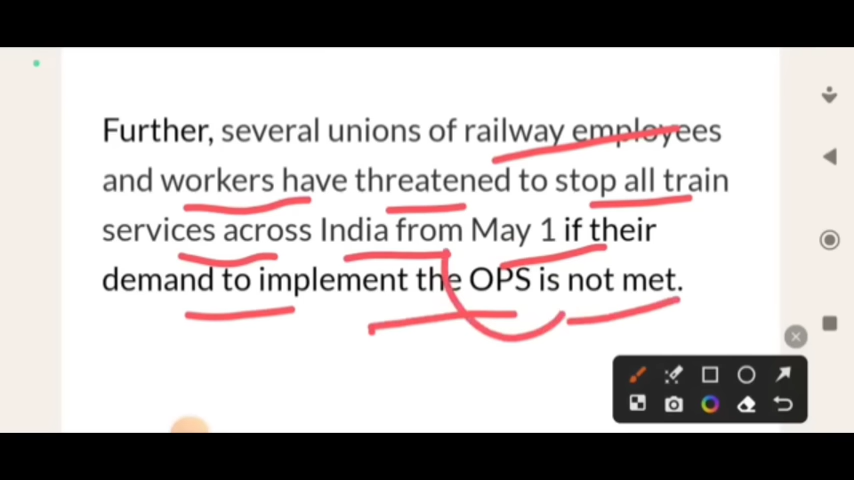 Further, several unions of railway employees
and workers have threatened to stop all train
services across India from May 1 if their
demand to implement the OPS is not met.